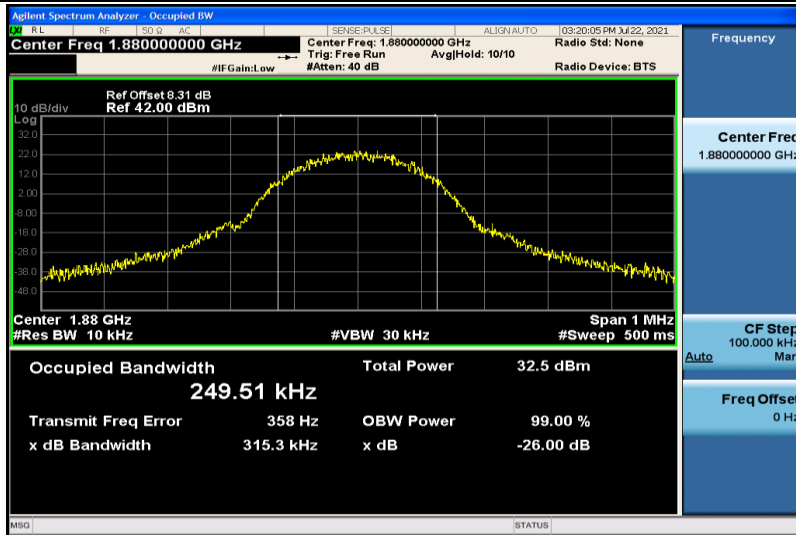 Agilent Spectrum Analyzer - Occupied BW
LXI RL RF 50 Ω AC SENSE:PULSE ALIGN AUTO 03:20:05 PM Jul 22, 2021
Center Freq 1.880000000 GHz
Center Freq: 1.880000000 GHz
Radio Std: None
Trig: Free Run Avg|Hold: 10/10
#IFGain:Low #Atten: 40 dB Radio Device: BTS
Ref Offset 8.31 dB
10 dB/div Ref 42.00 dBm
Log
32.0
22.0
12.0
2.00
-8.00
-18.0
-28.0
-38.0
-48.0
Center 1.88 GHz Span 1 MHz
#Res BW 10 kHz #VBW 30 kHz #Sweep 500 ms
Occupied Bandwidth Total Power 32.5 dBm
249.51 kHz
Transmit Freq Error 358 Hz OBW Power 99.00 %
x dB Bandwidth 315.3 kHz x dB -26.00 dB
MSG STATUS
Frequency
Center Freq
1.880000000 GHz
CF Step
100.000 kHz
Auto Man
Freq Offset
0 Hz